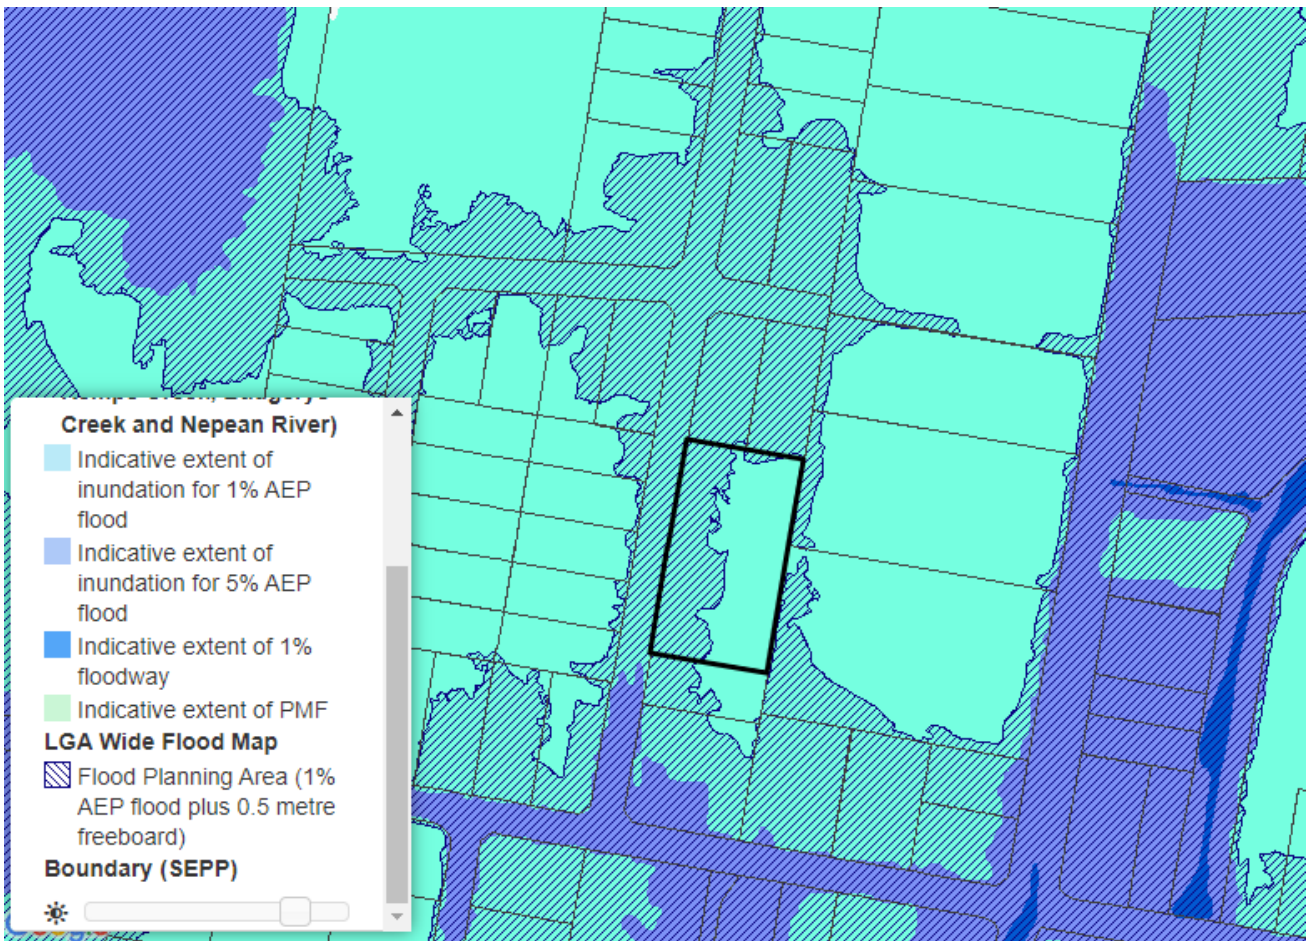 Creek and Nepean River)
Indicative extent of
inundation for 1% AEP
flood
Indicative extent of
inundation for 5% AEP
flood
Indicative extent of 1%
floodway
Indicative extent of PMF
LGA Wide Flood Map
Flood Planning Area (1%
AEP flood plus 0.5 metre
freeboard)
Boundary (SEPP)